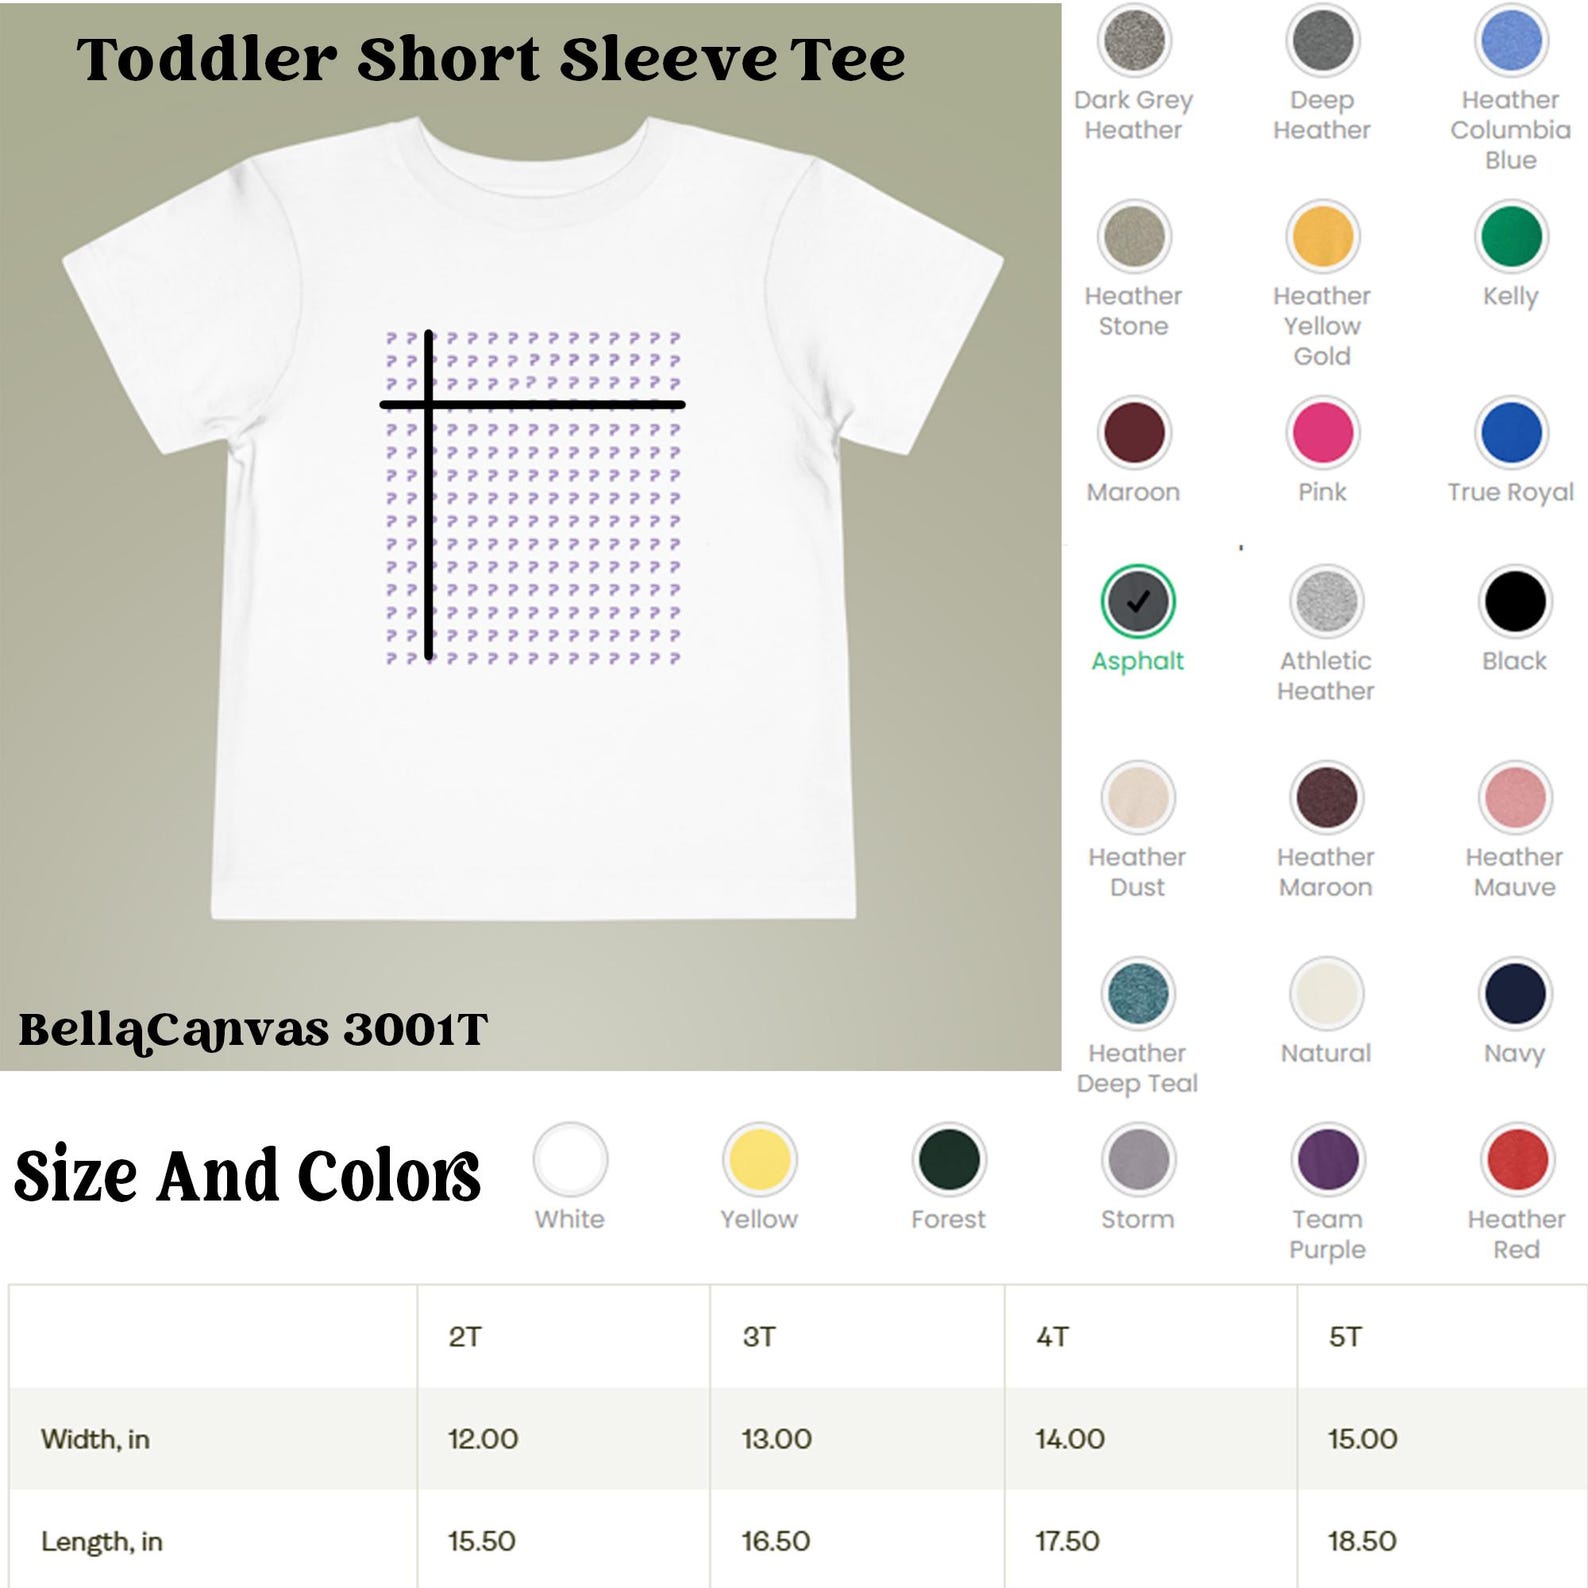 Toddler Short Sleeve Tee
BellaCanvas 3001T
Dark Grey
Heather
Deep
Heather
Heather
Columbia
Blue
Heather
Stone
Heather
Yellow
Gold
Kelly
Maroon
Pink
True Royal
Asphalt
Athletic
Heather
Black
Heather
Dust
Heather
Maroon
Heather
Mauve
Heather
Deep Teal
Natural
Navy
Size And Colors
White
Yellow
Forest
Storm
Team
Purple
Heather
Red
2T 3T 4T 5T
Width, in 12.00 13.00 14.00 15.00
Length, in 15.50 16.50 17.50 18.50